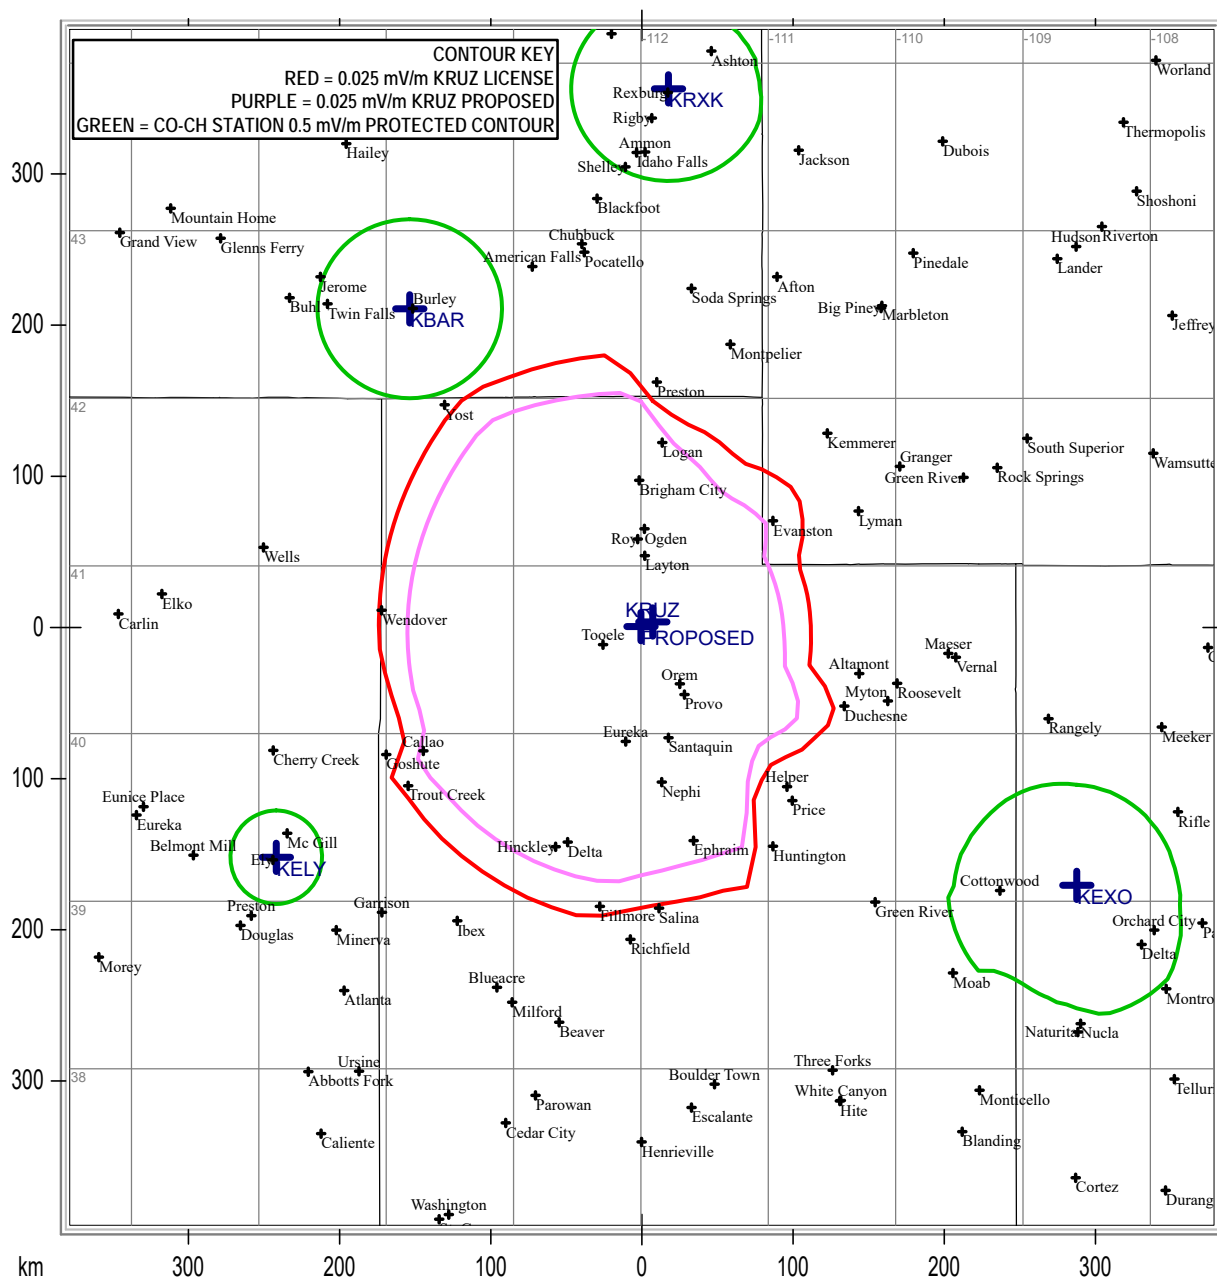 -112
-111
-110
-109
-108
CONTOUR KEY
RED = 0.025 mV/m KRUZ LICENSE
PURPLE = 0.025 mV/m KRUZ PROPOSED
GREEN = CO-CH STATION 0.5 mV/m PROTECTED CONTOUR
Ashton
Worland
Rexburg
KRXK
Rigby
Thermopolis
Hailey
Ammon
Idaho Falls
Shelley
Jackson
Dubois
300
Mountain Home
Blackfoot
Shoshoni
43
Grand View
Glenns Ferry
Chubbuck
American Falls
Pocatello
Hudson
Riverton
Pinedale
Lander
Jerome
Buhl
Twin Falls
Burley
KBAR
Soda Springs
Afton
Big Piney
Marbleton
Jeffrey
200
Montpelier
Preston
42
Yost
Logan
Kemmerer
South Superior
Granger
Wamsutte
100
Green River
Rock Springs
Brigham City
Lyman
Evanston
Roy
Ogden
Wells
Layton
41
Elko
Carlin
Wendover
KRUZ
0
Tooele
PROPOSED
Maeser
Vernal
Altamont
Orem
Myton
Roosevelt
Provo
Duchesne
Eureka
Santaquin
Rangely
Meeker
40
Callao
Cherry Creek
Goshute
100
Trout Creek
Nephi
Helper
Price
Eunice Place
Eureka
Rifle
Belmont Mill
Mc Gill
Ely
KELY
Hinckley
Delta
Ephraim
Huntington
Cottonwood
KEXO
39
Preston
Garrison
Fillmore
Salina
Green River
200
Douglas
Minerva
Ibex
Richfield
Orchard City
Delta
Morey
Blueacre
Moab
Atlanta
Milford
Montro
Beaver
Naturita
Nucla
300
38
Ursine
Abbotts Fork
Boulder Town
Three Forks
White Canyon
Hite
Monticello
Tellur
Parowan
Escalante
Cedar City
Caliente
Henrieville
Blanding
Cortez
Durang
Washington
km
300
200
100
0
100
200
300